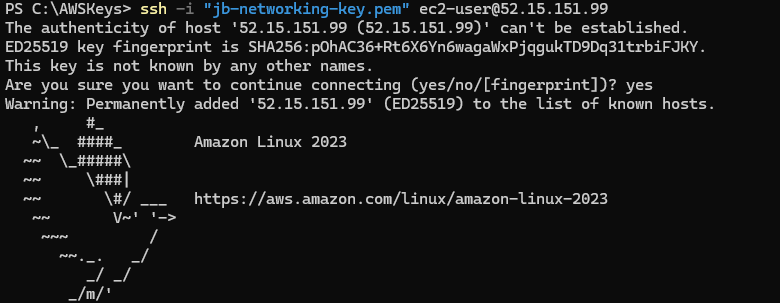 PS C:\AWSKeys> ssh -i "jb-networking-key.pem" ec2-user@52.15.151.99
The authenticity of host '52.15.151.99 (52.15.151.99)' can't be established.
ED25519 key fingerprint is SHA256:pOhAC36+Rt6X6Yn6wagaWxPjqgukTD9Dq31trbiFJKY.
This key is not known by any other names.
Are you sure you want to continue connecting (yes/no/[fingerprint])? yes
Warning: Permanently added '52.15.151.99' (ED25519) to the list of known hosts.
   ,     #_
   ~\_  ####_        Amazon Linux 2023
  ~~  \_#####\
  ~~     \###|
  ~~       \#/ ___   https://aws.amazon.com/linux/amazon-linux-2023
   ~~       V~' '->
    ~~~         /
      ~~._.   _/
         _/ _/
       _/m/'